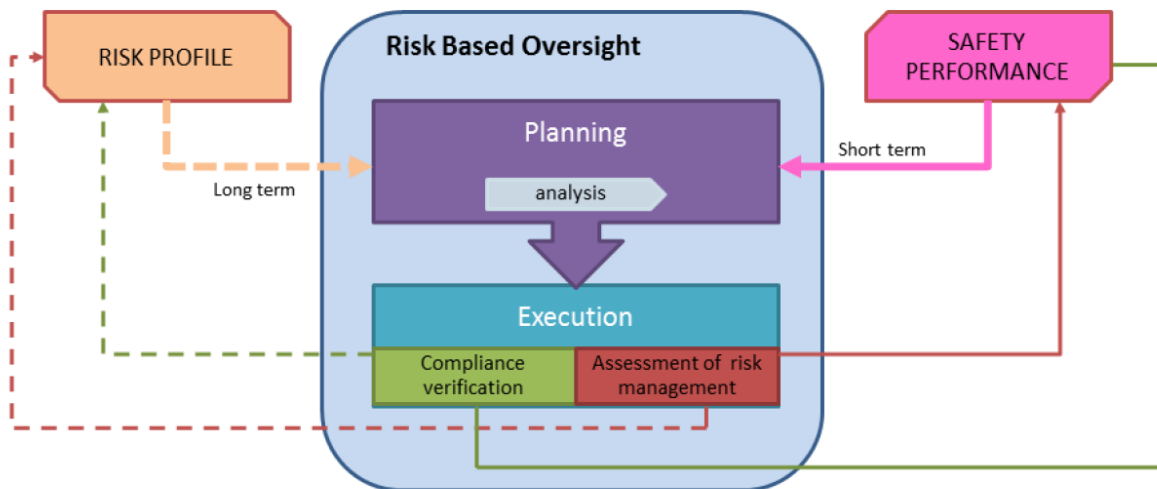 RISK PROFILE
Risk Based Oversight
SAFETY
PERFORMANCE
Planning
Short term
Long term
analysis
Execution
Compliance
verification
Assessment of risk
management